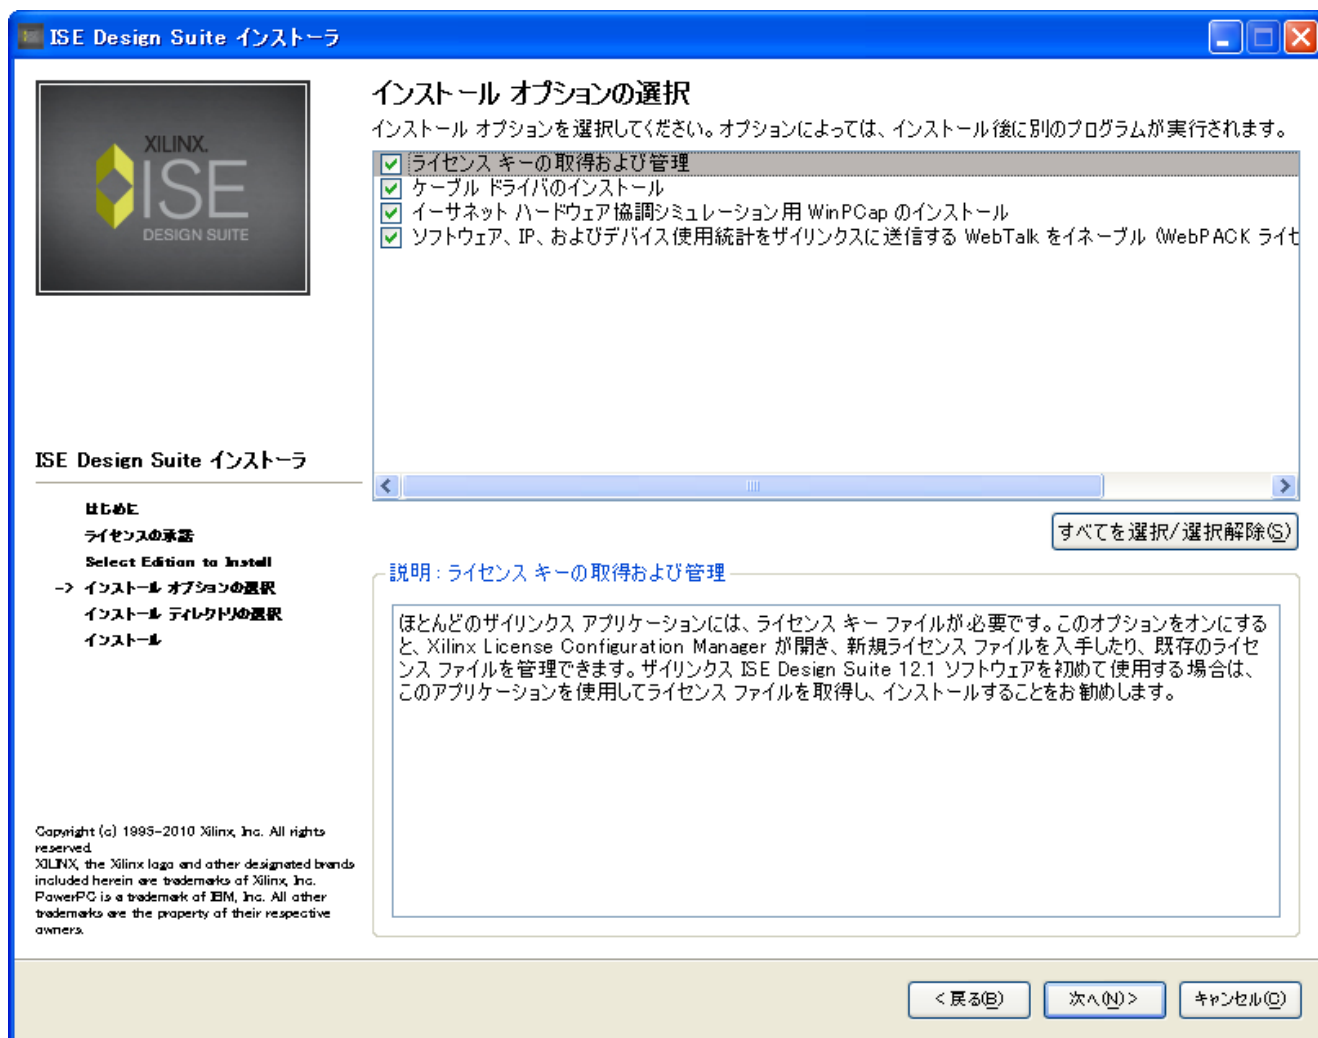 ISE Design Suite インストーラ
XILINX.
ISE
DESIGN SUITE
インストール オプションの選択
インストール オプションを選択してください。オプションによっては、インストール後に別のプログラムが実行されます。
ライセンス キーの取得および管理
ケーブル ドライバのインストール
イーサネット ハードウェア協調シミュレーション用 WinPCap のインストール
ソフトウェア、IP、およびデバイス使用統計をザイリンクスに送信する WebTalk をイネーブル (WebPACK ライセ
すべてを選択/選択解除(S)
ISE Design Suite インストーラ
はじめに
ライセンスの承諾
Select Edition to Install
-> インストール オプションの選択
インストール ディレクトリの選択
インストール
説明 : ライセンス キーの取得および管理
ほとんどのザイリンクス アプリケーションには、ライセンス キー ファイルが必要です。このオプションをオンにする
と、Xilinx License Configuration Manager が開き、新規ライセンス ファイルを入手したり、既存のライセ
ンス ファイルを管理できます。ザイリンクス ISE Design Suite 12.1 ソフトウェアを初めて使用する場合は、
このアプリケーションを使用してライセンス ファイルを取得し、インストールすることをお勧めします。
Copyright (c) 1995-2010 Xilinx, Inc. All rights
reserved.
XILINX, the Xilinx logo and other designated brands
included herein are trademarks of Xilinx, Inc.
PowerPC is a trademark of IBM, Inc. All other
trademarks are the property of their respective
owners.
< 戻る(B)
次へ(N) >
キャンセル(C)